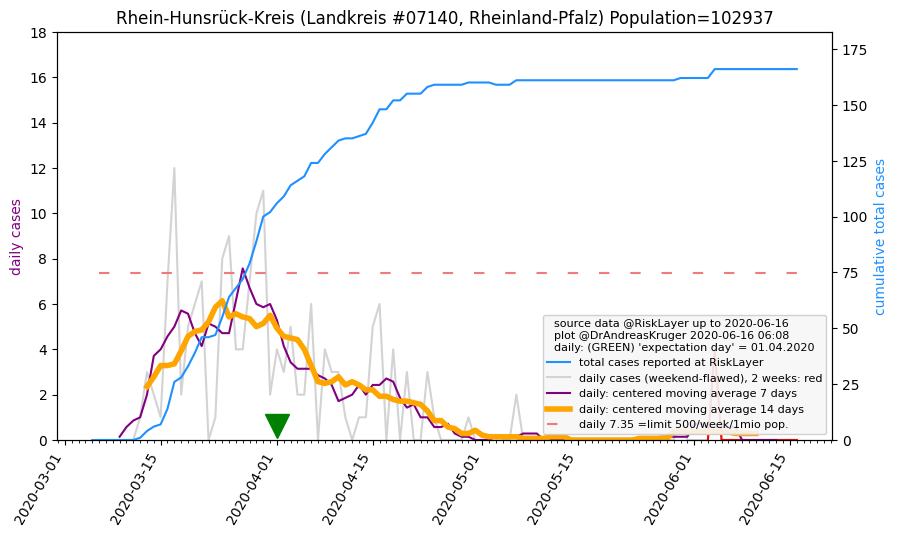 Rhein-Hunsrück-Kreis (Landkreis #07140, Rheinland-Pfalz) Population=102937
18
16
14
12
10
8
6
4
2
0
daily cases
175
150
125
100
75
50
25
0
cumulative total cases
source data @RiskLayer up to 2020-06-16
plot @DrAndreasKruger 2020-06-16 06:08
daily: (GREEN) 'expectation day' = 01.04.2020
total cases reported at RiskLayer
daily cases (weekend-flawed), 2 weeks: red
daily: centered moving average 7 days
daily: centered moving average 14 days
daily 7.35 =limit 500/week/1mio pop.
2020-03-01
2020-03-15
2020-04-01
2020-04-15
2020-05-01
2020-05-15
2020-06-01
2020-06-15